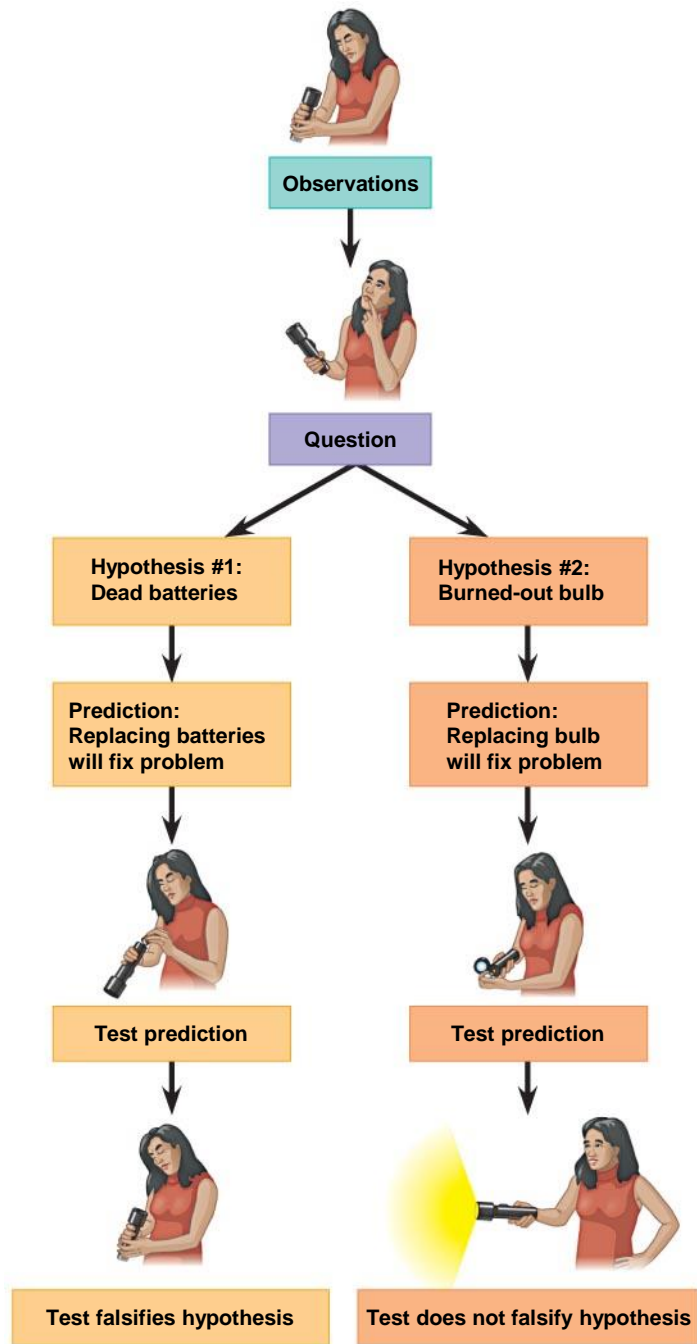 Observations
Question
Hypothesis #1:
Dead batteries
Hypothesis #2:
Burned-out bulb
Prediction:
Replacing batteries
will fix problem
Prediction:
Replacing bulb
will fix problem
Test prediction
Test prediction
Test falsifies hypothesis
Test does not falsify hypothesis